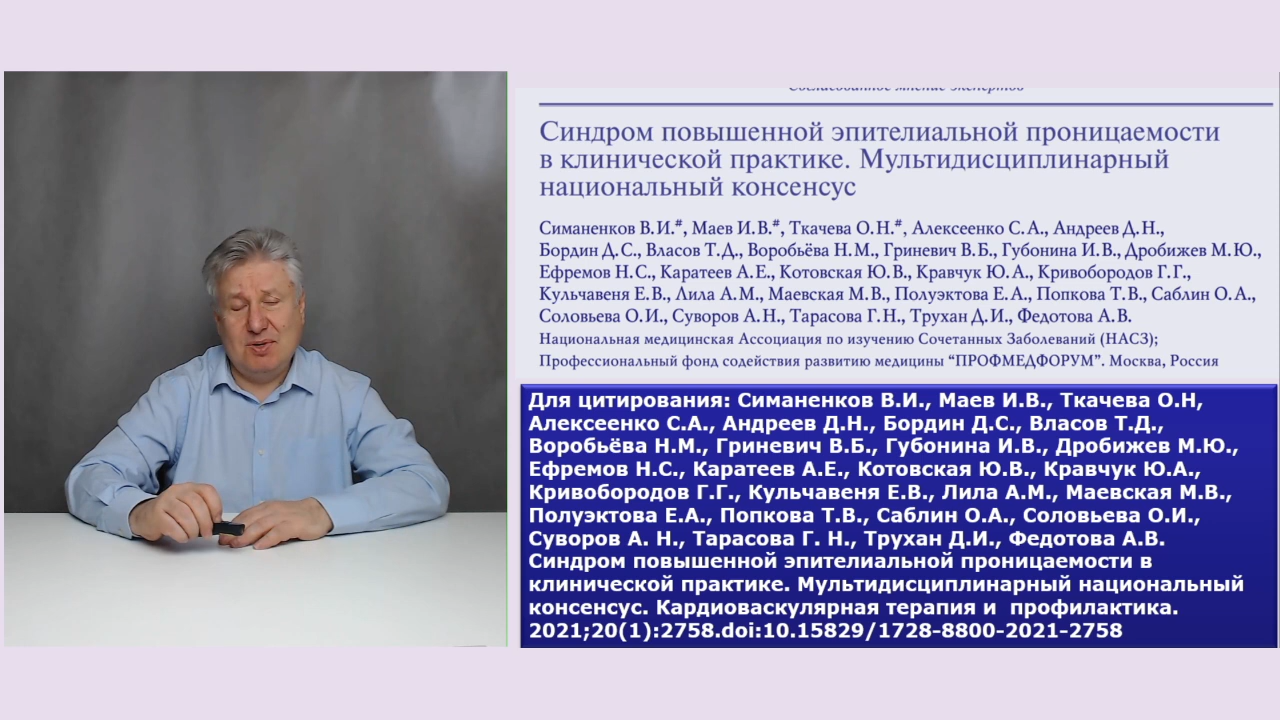 Согласованное мнение экспертов
Синдром повышенной эпителиальной проницаемости
в клинической практике. Мультидисциплинарный
национальный консенсус
Симаненков В.И.#, Маев И.В.#, Ткачева О.Н.#, Алексеенко С.А., Андреев Д.Н.,
Бордин Д.С., Власов Т.Д., Воробьёва Н.М., Гриневич В.Б., Губонина И.В., Дробижев М.Ю.,
Ефремов Н.С., Каратеев А.Е., Котовская Ю.В., Кравчук Ю.А., Кривобородов Г.Г.,
Кульчавеня Е.В., Лила А.М., Маевская М.В., Полуэктова Е.А., Попкова Т.В., Саблин О.А.,
Соловьева О.И., Суворов А.Н., Тарасова Г.Н., Трухан Д.И., Федотова А.В.
Национальная медицинская Ассоциация по изучению Сочетанных Заболеваний (НАСЗ);
Профессиональный фонд содействия развитию медицины “ПРОФМЕДФОРУМ”. Москва, Россия
Для цитирования: Симаненков В.И., Маев И.В., Ткачева О.Н,
Алексеенко С.А., Андреев Д.Н., Бордин Д.С., Власов Т.Д.,
Воробьёва Н.М., Гриневич В.Б., Губонина И.В., Дробижев М.Ю.,
Ефремов Н.С., Каратеев А.Е., Котовская Ю.В., Кравчук Ю.А.,
Кривобородов Г.Г., Кульчавеня Е.В., Лила А.М., Маевская М.В.,
Полуэктова Е.А., Попкова Т.В., Саблин О.А., Соловьева О.И.,
Суворов А. Н., Тарасова Г. Н., Трухан Д.И., Федотова А.В.
Синдром повышенной эпителиальной проницаемости в
клинической практике. Мультидисциплинарный национальный
консенсус. Кардиоваскулярная терапия и  профилактика.
2021;20(1):2758.doi:10.15829/1728-8800-2021-2758